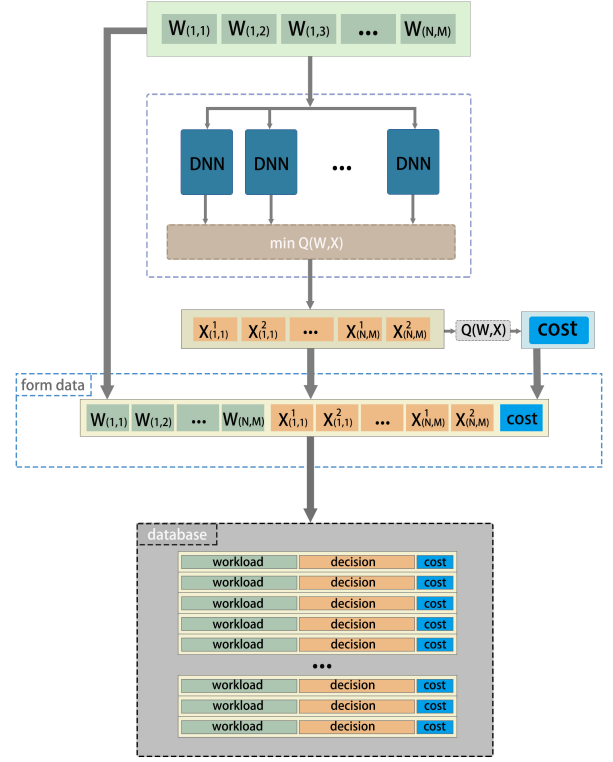 W(1,1) W(1,2) W(1,3) ... W(N,M)
DNN DNN ... DNN
min Q(W,X)
X¹(1,1) X²(1,1) ... X¹(N,M) X²(N,M) Q(W,X) cost
form data
W(1,1) W(1,2) ... W(N,M) X¹(1,1) X²(1,1) ... X¹(N,M) X²(N,M) cost
database
workload decision cost
workload decision cost
workload decision cost
workload decision cost
workload decision cost
...
workload decision cost
workload decision cost
workload decision cost